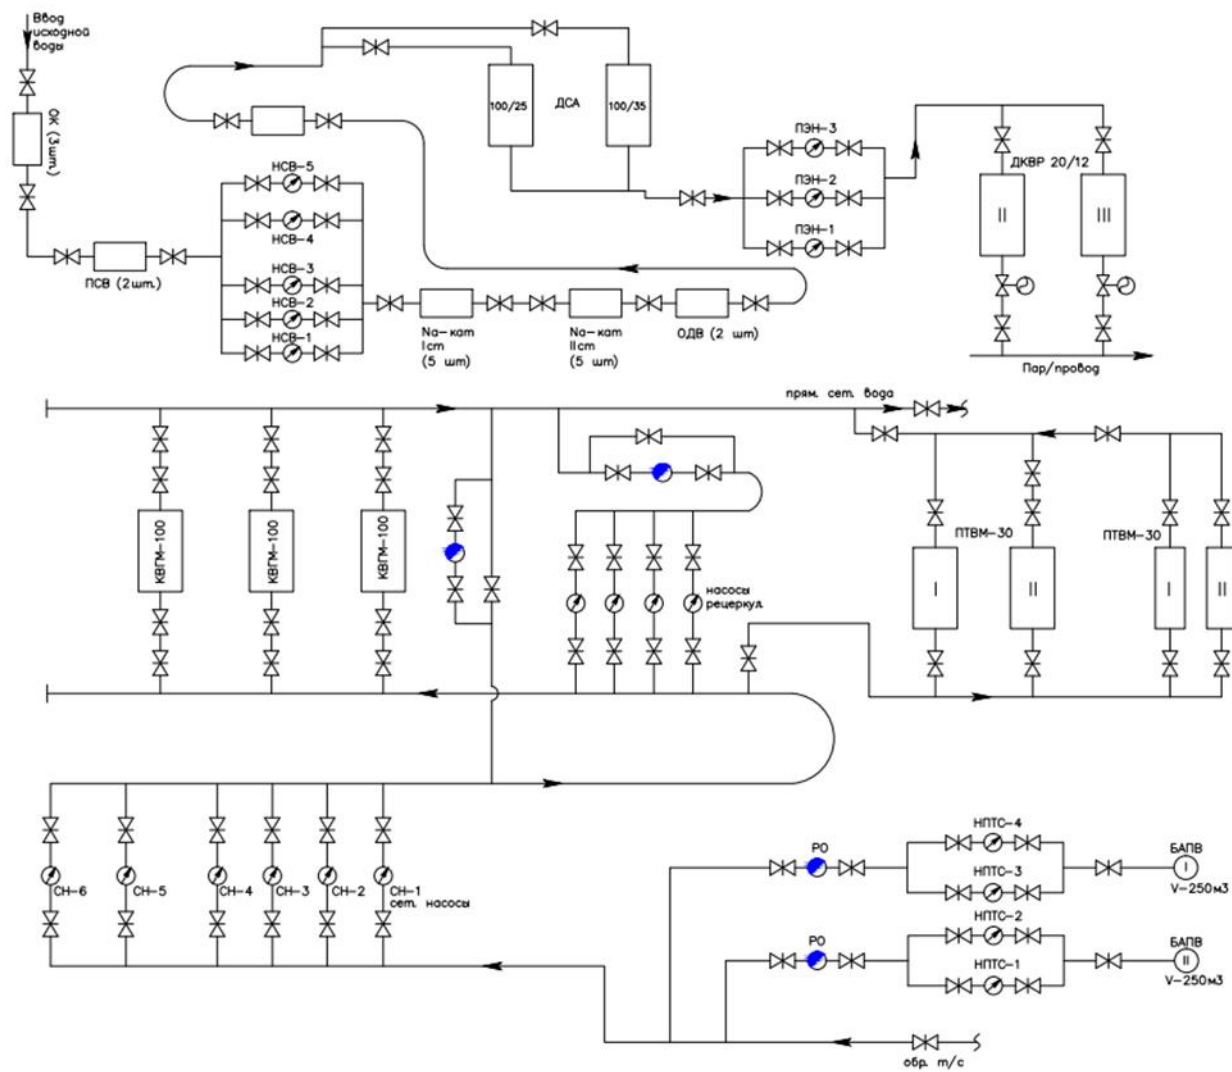 Ввод
исходной
воды
ОК (3 шт.)
ПСВ (2шт.)
НСВ-5
НСВ-4
НСВ-3
НСВ-2
НСВ-1
100/25
ДСА
100/35
Na-кат
Iст
(5 шт)
Na-кат
IIст
(5 шт)
ОДВ (2 шт)
ПЭН-3
ПЭН-2
ПЭН-1
ДКВР 20/12
II
III
Пар/провод
прям. сет. вода
КВГМ-100
КВГМ-100
КВГМ-100
насосы
рецеркул.
ПТВМ-30
I
II
ПТВМ-30
I
II
СН-6
СН-5
СН-4
СН-3
СН-2
СН-1
сет. насосы
РО
НПТС-4
НПТС-3
БАПВ
I
V-250м3
РО
НПТС-2
НПТС-1
БАПВ
II
V-250м3
обр. т/с